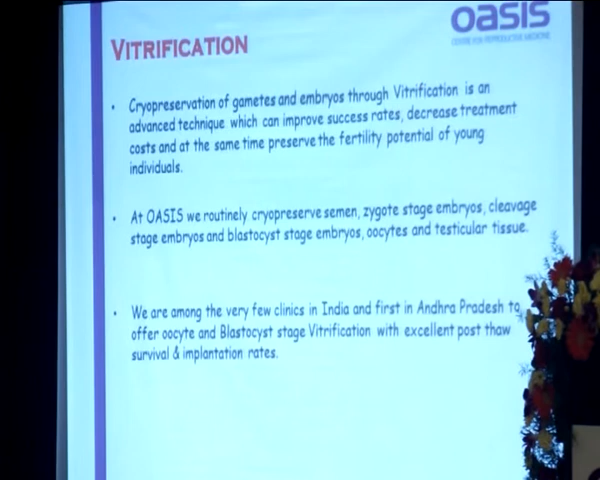 oasis
CENTRE FOR REPRODUCTIVE MEDICINE
VITRIFICATION
• Cryopreservation of gametes and embryos through Vitrification is an
advanced technique which can improve success rates, decrease treatment
costs and at the same time preserve the fertility potential of young
individuals.
• At OASIS we routinely cryopreserve semen, zygote stage embryos, cleavage
stage embryos and blastocyst stage embryos, oocytes and testicular tissue.
• We are among the very few clinics in India and first in Andhra Pradesh to
offer oocyte and Blastocyst stage Vitrification with excellent post thaw
survival & implantation rates.